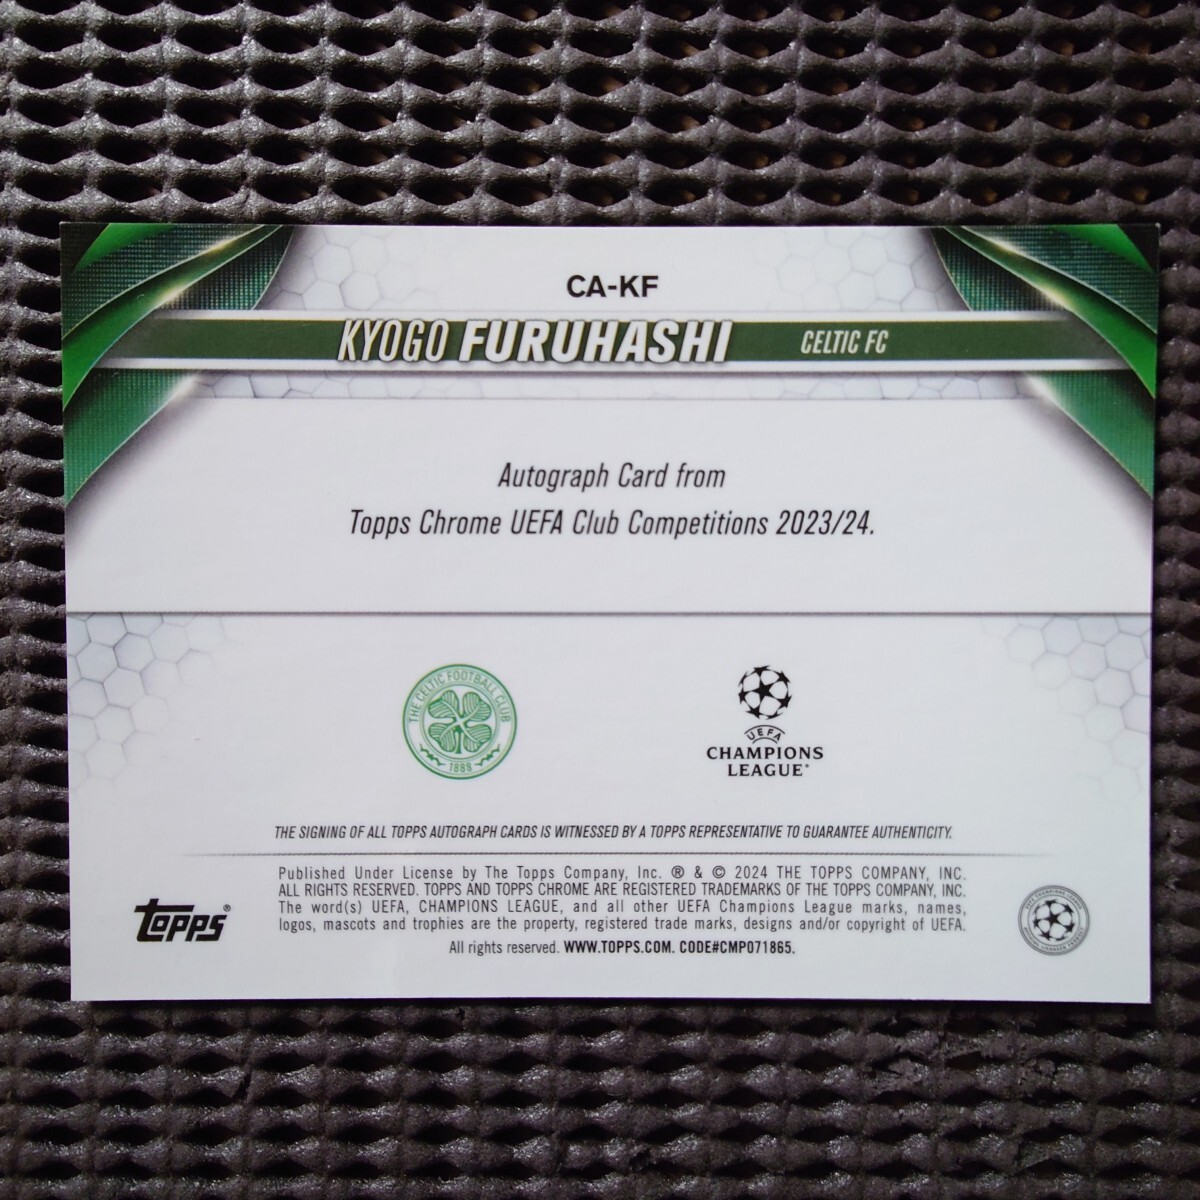 CA-KF
KYOGO FURUHASHI CELTIC FC
Autograph Card from
Topps Chrome UEFA Club Competitions 2023/24.
THE CELTIC FOOTBALL CLUB
1888
UEFA
CHAMPIONS
LEAGUE®
THE SIGNING OF ALL TOPPS AUTOGRAPH CARDS IS WITNESSED BY A TOPPS REPRESENTATIVE TO GUARANTEE AUTHENTICITY.
Published Under License by The Topps Company, Inc. ® & © 2024 THE TOPPS COMPANY, INC.
ALL RIGHTS RESERVED. TOPPS AND TOPPS CHROME ARE REGISTERED TRADEMARKS OF THE TOPPS COMPANY, INC.
The word(s) UEFA, CHAMPIONS LEAGUE, and all other UEFA Champions League marks, names,
logos, mascots and trophies are the property, registered trade marks, designs and/or copyright of UEFA.
All rights reserved. WWW.TOPPS.COM. CODE#CMP071865.
topps®